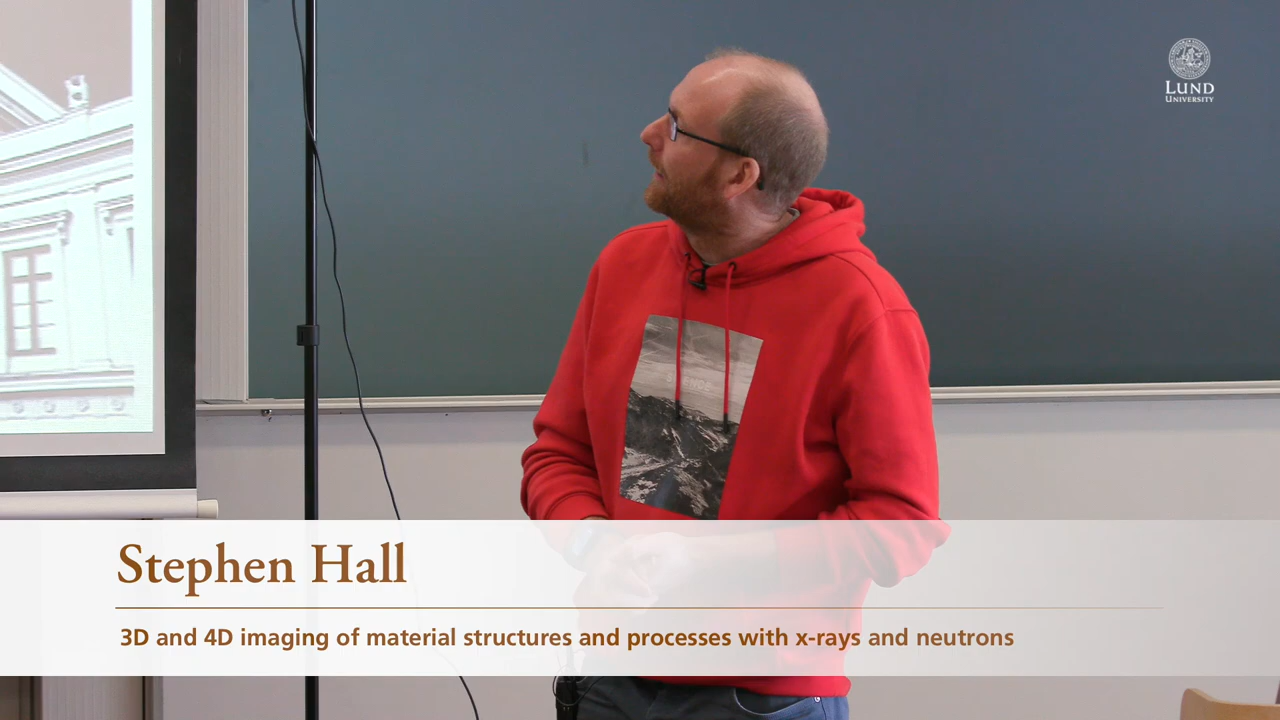 LUND
UNIVERSITY
Stephen Hall
3D and 4D imaging of material structures and processes with x-rays and neutrons